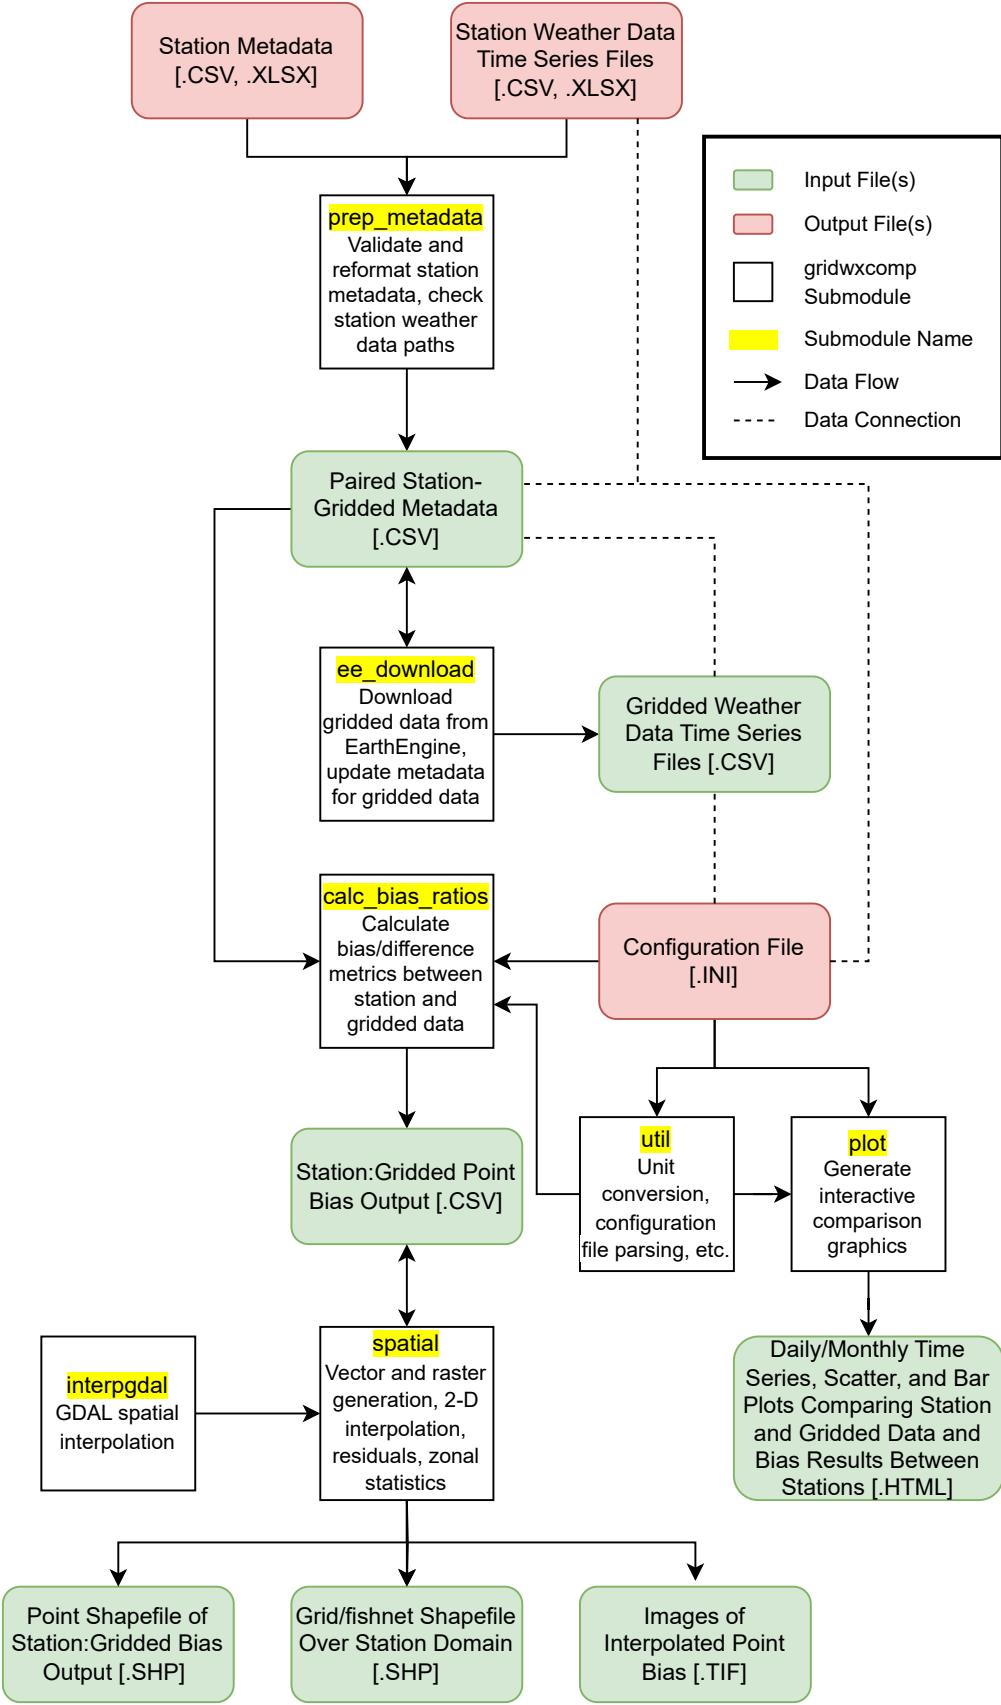 Station Metadata
[.CSV, .XLSX]
Station Weather Data
Time Series Files
[.CSV, .XLSX]
Input File(s)
Output File(s)
gridwxcomp
Submodule
Submodule Name
Data Flow
Data Connection
prep_metadata
Validate and
reformat station
metadata, check
station weather
data paths
Paired Station-
Gridded Metadata
[.CSV]
ee_download
Download
gridded data from
EarthEngine,
update metadata
for gridded data
Gridded Weather
Data Time Series
Files [.CSV]
calc_bias_ratios
Calculate
bias/difference
metrics between
station and
gridded data
Configuration File
[.INI]
Station:Gridded Point
Bias Output [.CSV]
util
Unit
conversion,
configuration
file parsing, etc.
plot
Generate
interactive
comparison
graphics
interpgdal
GDAL spatial
interpolation
spatial
Vector and raster
generation, 2-D
interpolation,
residuals, zonal
statistics
Daily/Monthly Time
Series, Scatter, and Bar
Plots Comparing Station
and Gridded Data and
Bias Results Between
Stations [.HTML]
Point Shapefile of
Station:Gridded Bias
Output [.SHP]
Grid/fishnet Shapefile
Over Station Domain
[.SHP]
Images of
Interpolated Point
Bias [.TIF]